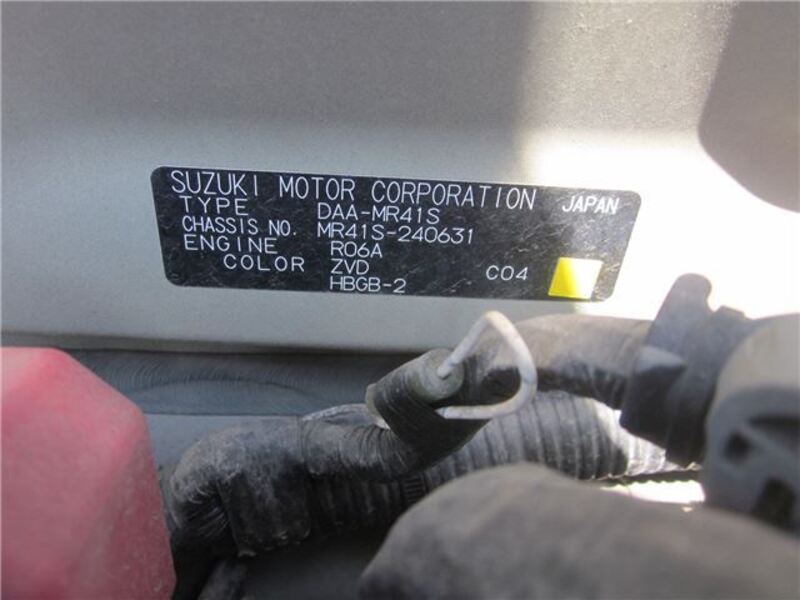 SUZUKI MOTOR CORPORATION JAPAN
TYPE DAA-MR41S
CHASSIS NO. MR41S-240631
ENGINE R06A
COLOR ZVD C04
HBGB-2